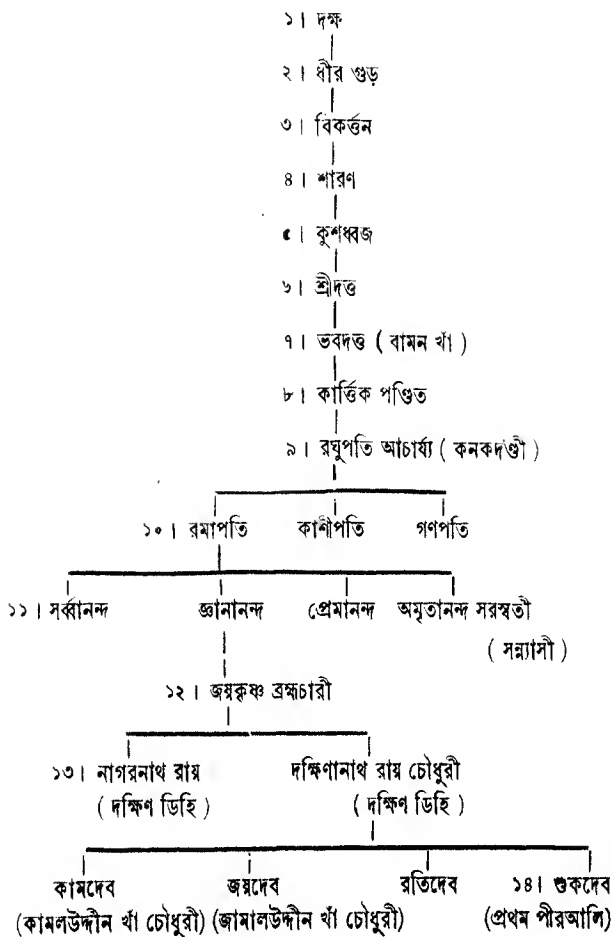 ১। দক্ষ
২। ধীর গুড়
৩। বিকর্ত্তন
৪। শারণ
৫। কুশধ্বজ
৬। শ্রীদত্ত
৭। ভবদত্ত ( বামন খাঁ )
৮। কার্ত্তিক পণ্ডিত
৯। রঘুপতি আচার্য্য ( কনকদণ্ডী )
১০। রমাপতি কাশীপতি গণপতি
১১। সর্ব্বানন্দ জ্ঞানানন্দ প্রেমানন্দ অমৃতানন্দ সরস্বতী
( সন্ন্যাসী )
১২। জয়কৃষ্ণ ব্রহ্মচারী
১৩। নাগরনাথ রায় দক্ষিণানাথ রায় চৌধুরী
( দক্ষিণ ডিহি ) ( দক্ষিণ ডিহি )
কামদেব জয়দেব রতিদেব ১৪। শুকদেব
(কামলউদ্দীন খাঁ চৌধুরী) (জামালউদ্দীন খাঁ চৌধুরী) (প্রথম পীরআলি)